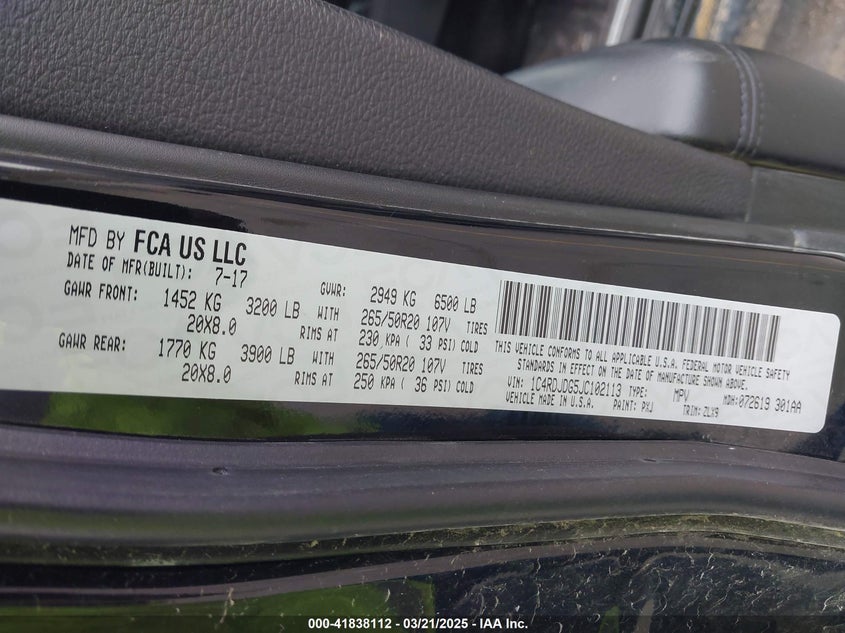 MFD BY FCA US LLC
DATE OF MFR(BUILT): 7-17
GVWR: 2949 KG 6500 LB
GAWR FRONT: 1452 KG 3200 LB WITH 265/50R20 107V TIRES
20X8.0 RIMS AT 230 KPA ( 33 PSI) COLD
GAWR REAR: 1770 KG 3900 LB WITH 265/50R20 107V TIRES
20X8.0 RIMS AT 250 KPA ( 36 PSI) COLD
THIS VEHICLE CONFORMS TO ALL APPLICABLE U.S.A. FEDERAL MOTOR VEHICLE SAFETY
STANDARDS IN EFFECT ON THE DATE OF MANUFACTURE SHOWN ABOVE.
VIN: 1C4RDJDG5JC102113 TYPE: MPV MDH: 072619 301AA
VEHICLE MADE IN U.S.A. PAINT: PXJ TRIM: ZLX9
000-41838112 --- 03/21/2025 --- IAA Inc.